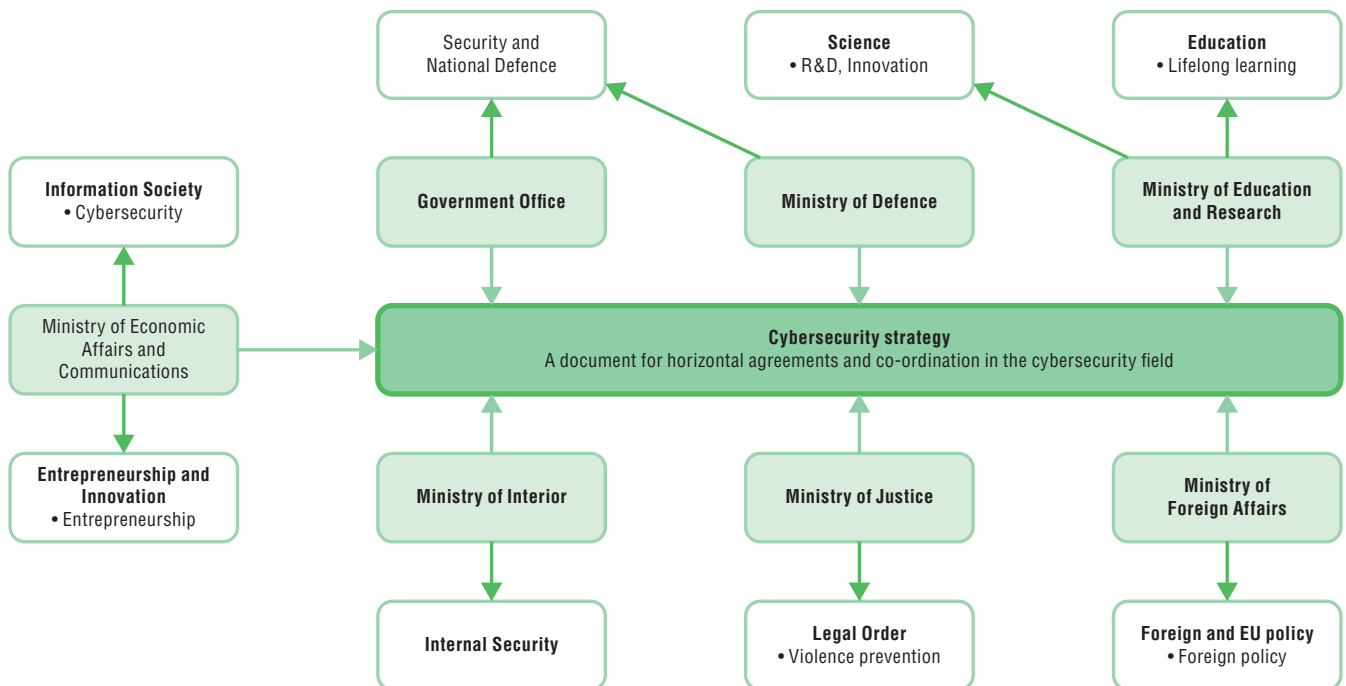 Security and
National Defence
Science
• R&D, Innovation
Education
• Lifelong learning
Information Society
• Cybersecurity
Government Office
Ministry of Defence
Ministry of Education
and Research
Ministry of Economic
Affairs and
Communications
Cybersecurity strategy
A document for horizontal agreements and co-ordination in the cybersecurity field
Entrepreneurship and
Innovation
• Entrepreneurship
Ministry of Interior
Ministry of Justice
Ministry of
Foreign Affairs
Internal Security
Legal Order
• Violence prevention
Foreign and EU policy
• Foreign policy